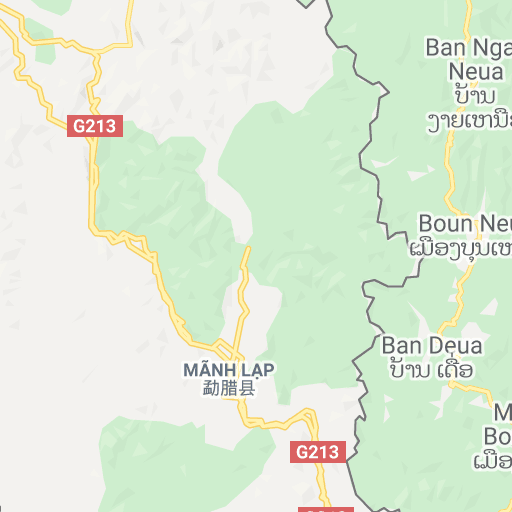 Ban Nga
Neua
ບ້ານ
ງາຍເຫນືອ
G213
Boun Neu
ເມືອງບຸນເຫ
Ban Deua
ບ້ານ ເດື່ອ
MÃNH LẠP
勐腊县
M
Bo
ເມືອ
G213